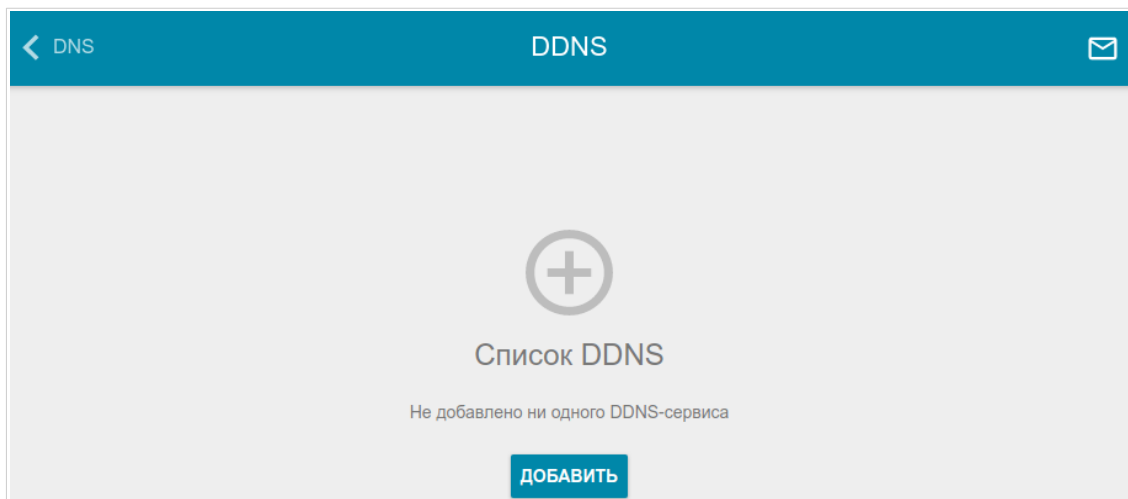 DNS
DDNS
Список DDNS
Не добавлено ни одного DDNS-сервиса
ДОБАВИТЬ